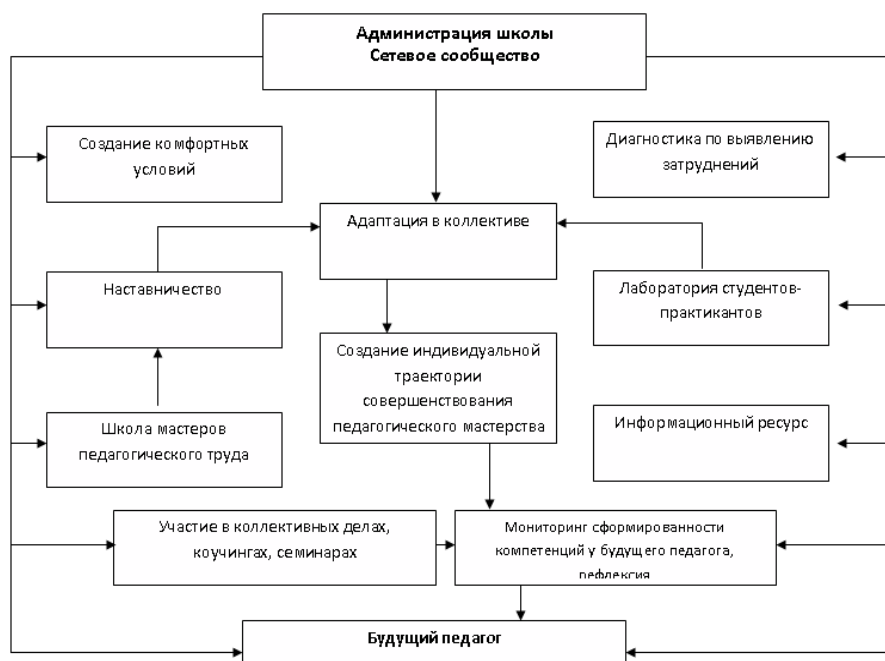 Администрация школы
Сетевое сообщество
Создание комфортных
условий
Диагностика по выявлению
затруднений
Адаптация в коллективе
Наставничество
Лаборатория студентов-
практикантов
Создание индивидуальной
траектории
совершенствования
педагогического мастерства
Школа мастеров
педагогического труда
Информационный ресурс
Участие в коллективных делах,
коучингах, семинарах
Мониторинг сформированности
компетенций у будущего педагога,
рефлексия
Будущий педагог